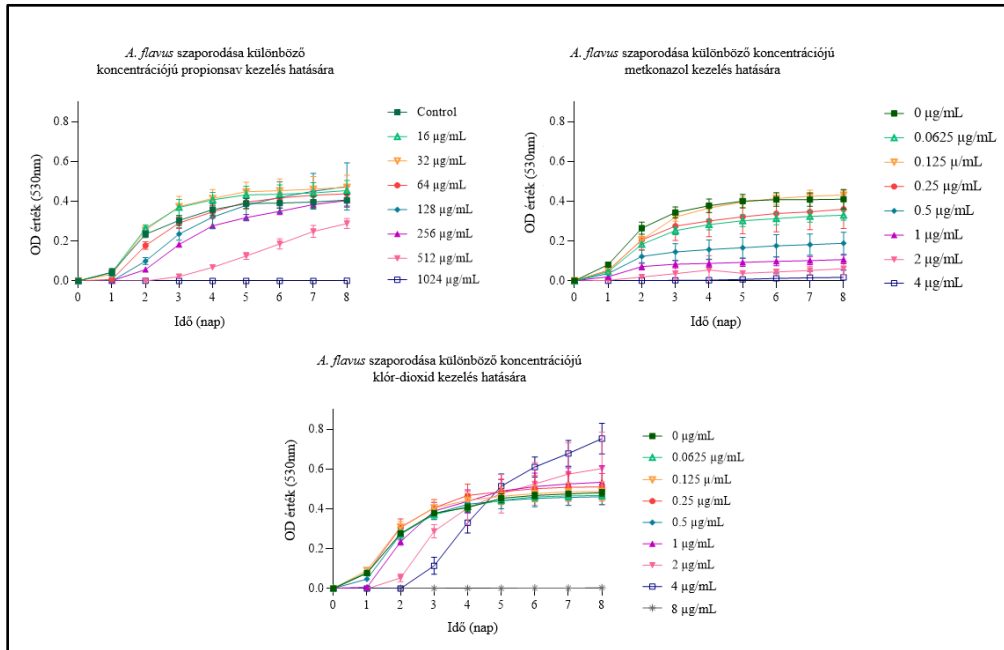 A. flavus szaporodása különböző
koncentrációjú propionsav kezelés hatására
OD érték (530nm)
0.8
0.6
0.4
0.2
0.0
0 1 2 3 4 5 6 7 8
Idő (nap)
Control
16 µg/mL
32 µg/mL
64 µg/mL
128 µg/mL
256 µg/mL
512 µg/mL
1024 µg/mL
A. flavus szaporodása különböző koncentrációjú
metkonazol kezelés hatására
OD érték (530nm)
0.8
0.6
0.4
0.2
0.0
0 1 2 3 4 5 6 7 8
Idő (nap)
0 µg/mL
0.0625 µg/mL
0.125 µ/mL
0.25 µg/mL
0.5 µg/mL
1 µg/mL
2 µg/mL
4 µg/mL
A. flavus szaporodása különböző koncentrációjú
klór-dioxid kezelés hatására
OD érték (530nm)
0.8
0.6
0.4
0.2
0.0
0 1 2 3 4 5 6 7 8
Idő (nap)
0 µg/mL
0.0625 µg/mL
0.125 µ/mL
0.25 µg/mL
0.5 µg/mL
1 µg/mL
2 µg/mL
4 µg/mL
8 µg/mL